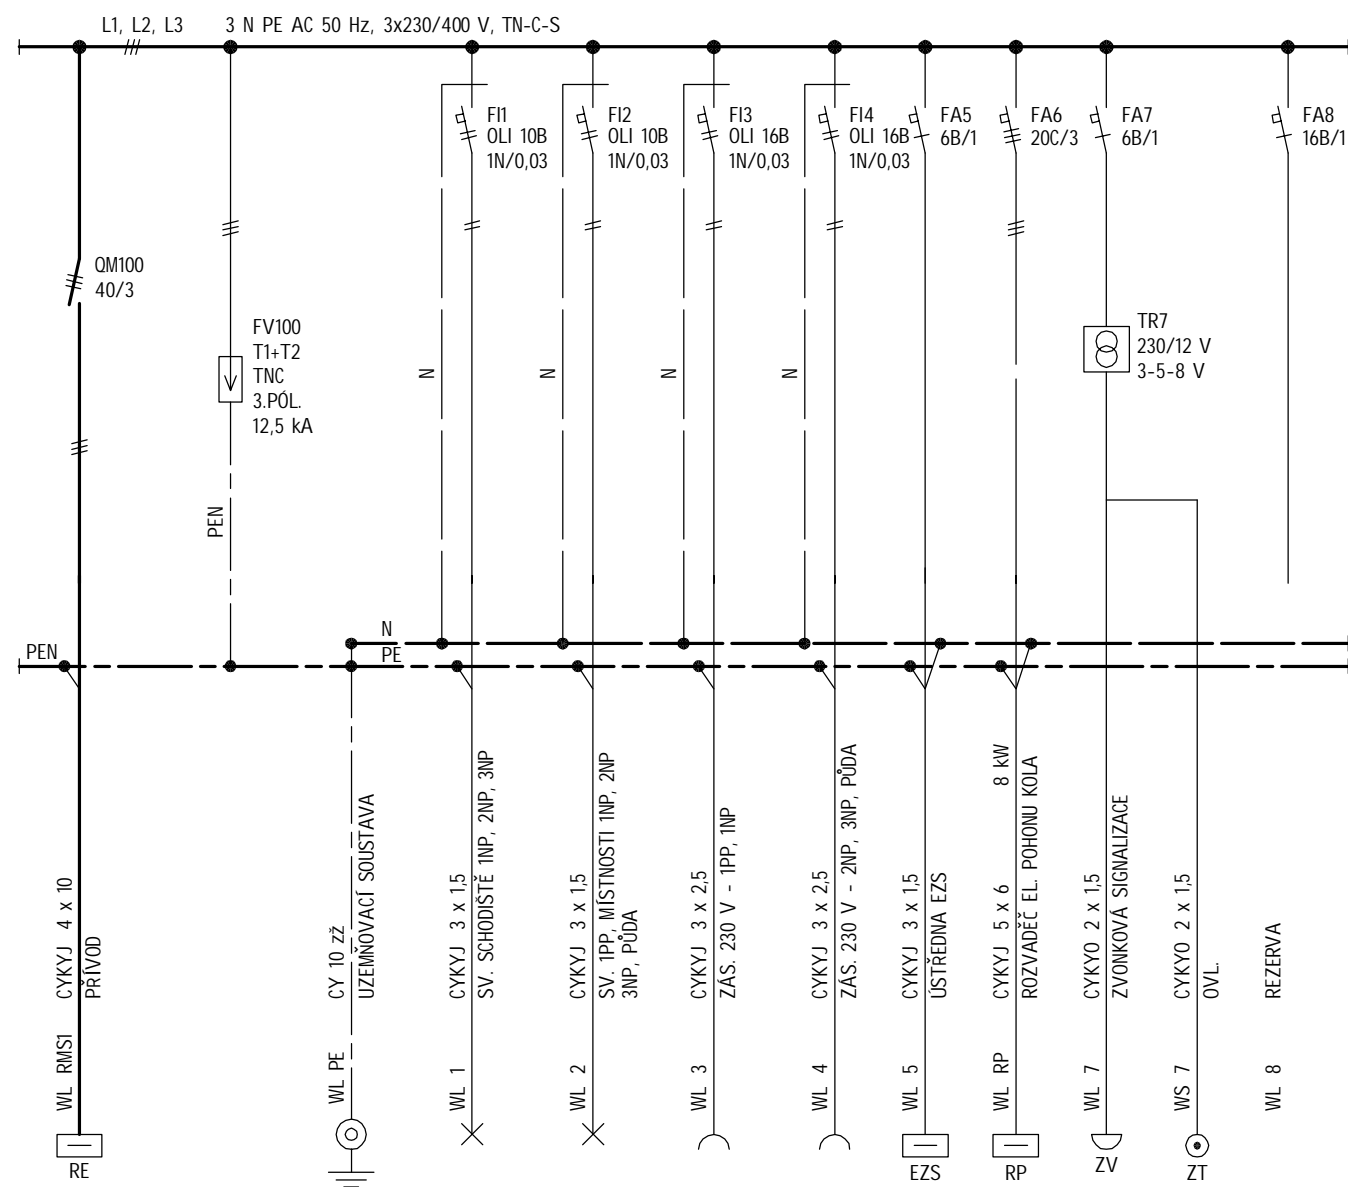 L1, L2, L3
3 N PE AC 50 Hz, 3x230/400 V, TN-C-S
FI1
OLI 10B
1N/0,03
FI2
OLI 10B
1N/0,03
FI3
OLI 16B
1N/0,03
FI4
OLI 16B
1N/0,03
FA5
6B/1
FA6
20C/3
FA7
6B/1
FA8
16B/1
QM100
40/3
FV100
T1+T2
TNC
3.PÓL.
12,5 kA
TR7
230/12 V
3-5-8 V
N
N
N
N
PEN
N
PE
PEN
WL RMS1 CYKYJ 4 x 10
PŘÍVOD
WL PE CY 10 zž
UZEMŇOVACÍ SOUSTAVA
WL 1 CYKYJ 3 x 1,5
SV. SCHODIŠTĚ 1NP, 2NP, 3NP
WL 2 CYKYJ 3 x 1,5
SV. 1PP, MÍSTNOSTI 1NP, 2NP
3NP, PŮDA
WL 3 CYKYJ 3 x 2,5
ZÁS. 230 V - 1PP, 1NP
WL 4 CYKYJ 3 x 2,5
ZÁS. 230 V - 2NP, 3NP, PŮDA
WL 5 CYKYJ 3 x 1,5
ÚSTŘEDNA EZS
WL RP CYKYJ 5 x 6 8 kW
ROZVADĚČ EL. POHONU KOLA
WL 7 CYKYO 2 x 1,5
ZVONKOVÁ SIGNALIZACE
WS 7 CYKYO 2 x 1,5
OVL.
WL 8 REZERVA
RE
EZS
RP
ZV
ZT